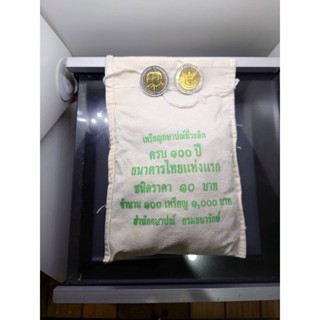 เหรียญกษาปณ์ที่ระลึก
ครบ ๑๐๐ ปี
ธนาคารไทยแห่งแรก
ชนิดราคา ๑๐ บาท
จำนวน ๑๐๐ เหรียญ ๑,๐๐๐ บาท
สำนักกษาปณ์ กรมธนารักษ์